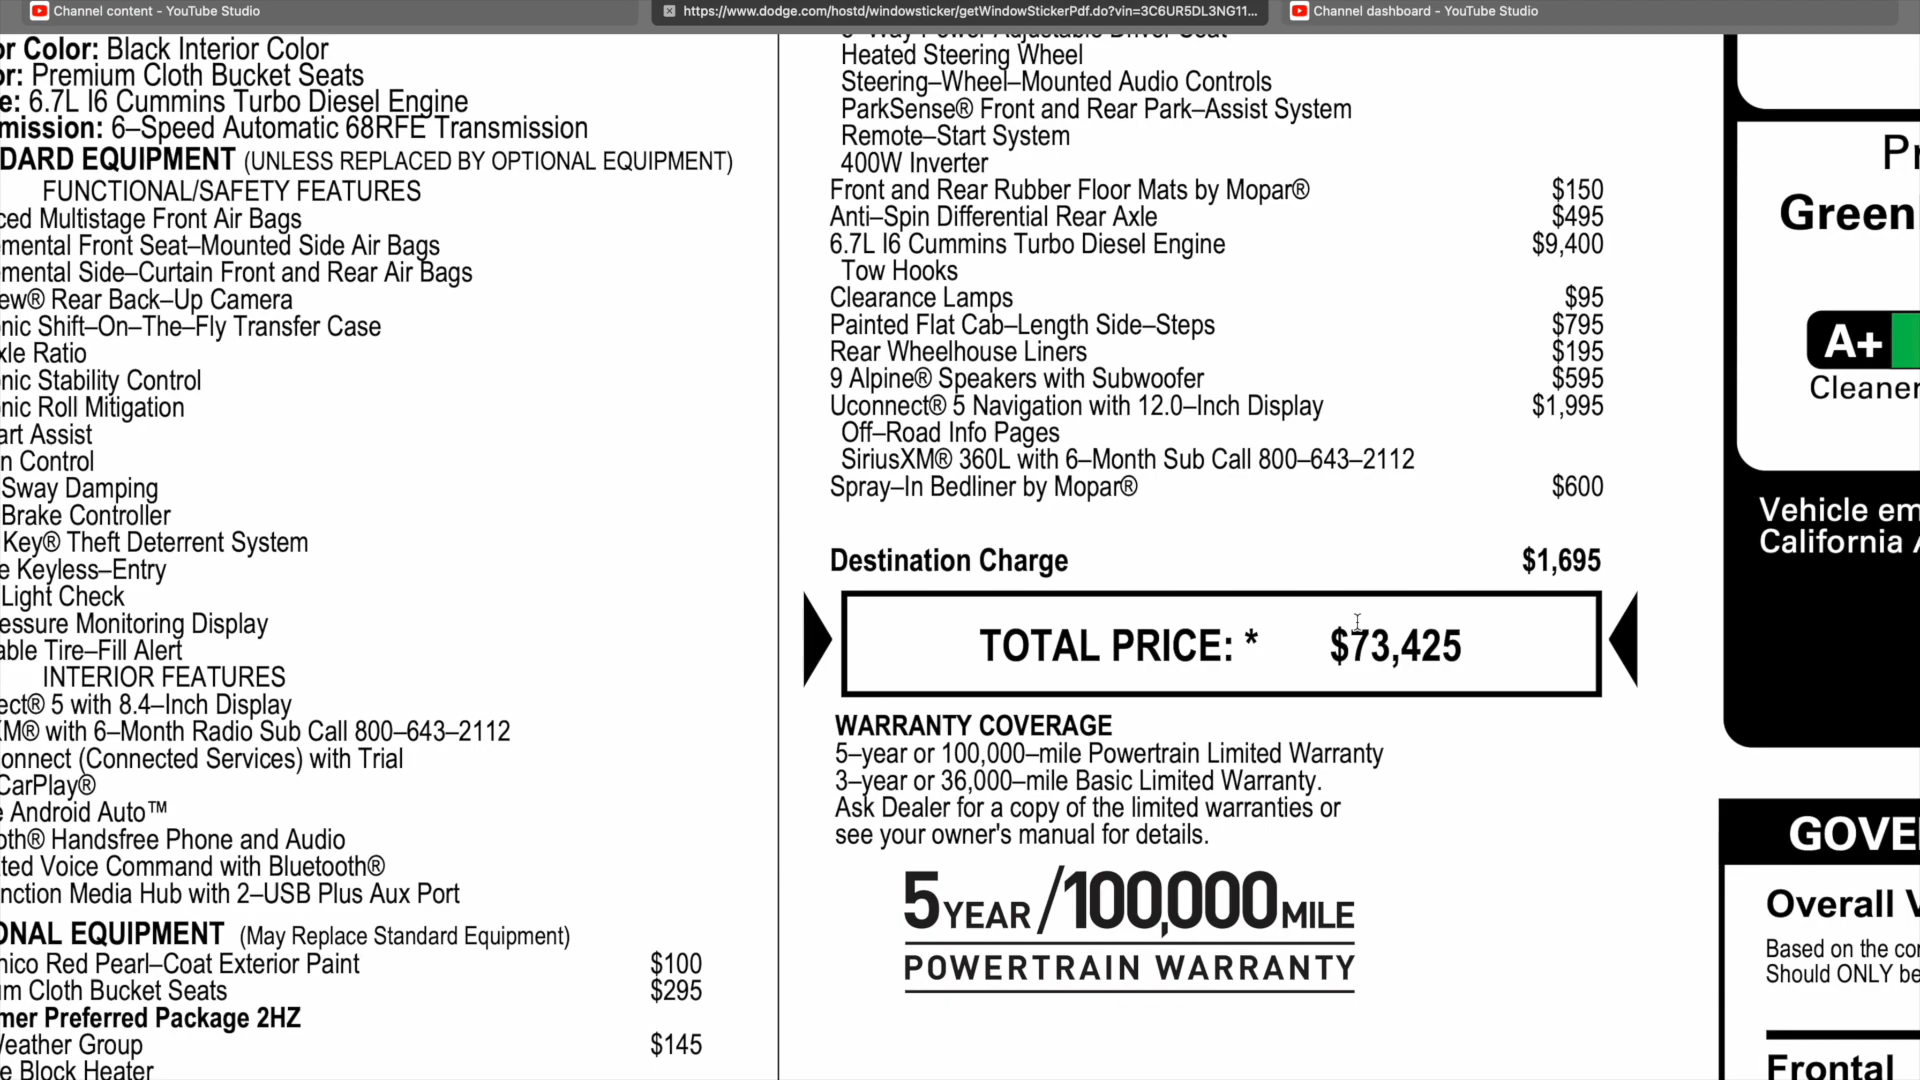 Channel content - YouTube Studio
https://www.dodge.com/hostd/windowsticker/getWindowStickerPdf.do?vin=3C6UR5DL3NG11...
Channel dashboard - YouTube Studio
or Color: Black Interior Color
or: Premium Cloth Bucket Seats
e: 6.7L I6 Cummins Turbo Diesel Engine
mission: 6–Speed Automatic 68RFE Transmission
DARD EQUIPMENT (UNLESS REPLACED BY OPTIONAL EQUIPMENT)
FUNCTIONAL/SAFETY FEATURES
ced Multistage Front Air Bags
emental Front Seat–Mounted Side Air Bags
emental Side–Curtain Front and Rear Air Bags
ew® Rear Back–Up Camera
onic Shift–On–The–Fly Transfer Case
xle Ratio
onic Stability Control
onic Roll Mitigation
art Assist
n Control
Sway Damping
Brake Controller
Key® Theft Deterrent System
e Keyless–Entry
Light Check
essure Monitoring Display
able Tire–Fill Alert
INTERIOR FEATURES
ect® 5 with 8.4–Inch Display
XM® with 6–Month Radio Sub Call 800–643–2112
onnect (Connected Services) with Trial
CarPlay®
e Android Auto™
oth® Handsfree Phone and Audio
ted Voice Command with Bluetooth®
unction Media Hub with 2–USB Plus Aux Port
ONAL EQUIPMENT (May Replace Standard Equipment)
nico Red Pearl–Coat Exterior Paint $100
m Cloth Bucket Seats $295
mer Preferred Package 2HZ
Weather Group $145
e Block Heater
Heated Steering Wheel
Steering–Wheel–Mounted Audio Controls
ParkSense® Front and Rear Park–Assist System
Remote–Start System
400W Inverter
Front and Rear Rubber Floor Mats by Mopar® $150
Anti–Spin Differential Rear Axle $495
6.7L I6 Cummins Turbo Diesel Engine $9,400
Tow Hooks
Clearance Lamps $95
Painted Flat Cab–Length Side–Steps $795
Rear Wheelhouse Liners $195
9 Alpine® Speakers with Subwoofer $595
Uconnect® 5 Navigation with 12.0–Inch Display $1,995
Off–Road Info Pages
SiriusXM® 360L with 6–Month Sub Call 800–643–2112
Spray–In Bedliner by Mopar® $600
Destination Charge $1,695
TOTAL PRICE: * $73,425
WARRANTY COVERAGE
5–year or 100,000–mile Powertrain Limited Warranty
3–year or 36,000–mile Basic Limited Warranty.
Ask Dealer for a copy of the limited warranties or
see your owner's manual for details.
5 YEAR/100,000 MILE
POWERTRAIN WARRANTY
Pr
Green
A+
Cleaner
Vehicle em
California A
GOVE
Overall V
Based on the co
Should ONLY be
Frontal